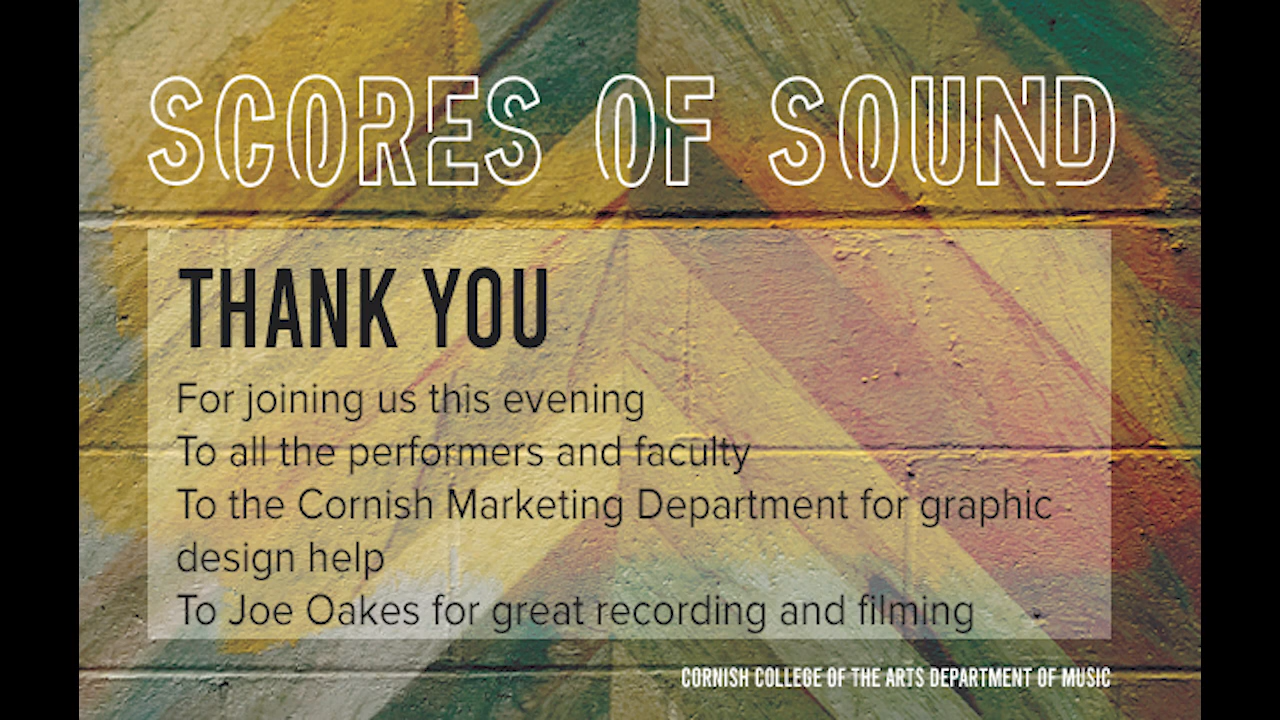 SCORES OF SOUND
THANK YOU
For joining us this evening
To all the performers and faculty
To the Cornish Marketing Department for graphic
design help
To Joe Oakes for great recording and filming
CORNISH COLLEGE OF THE ARTS DEPARTMENT OF MUSIC